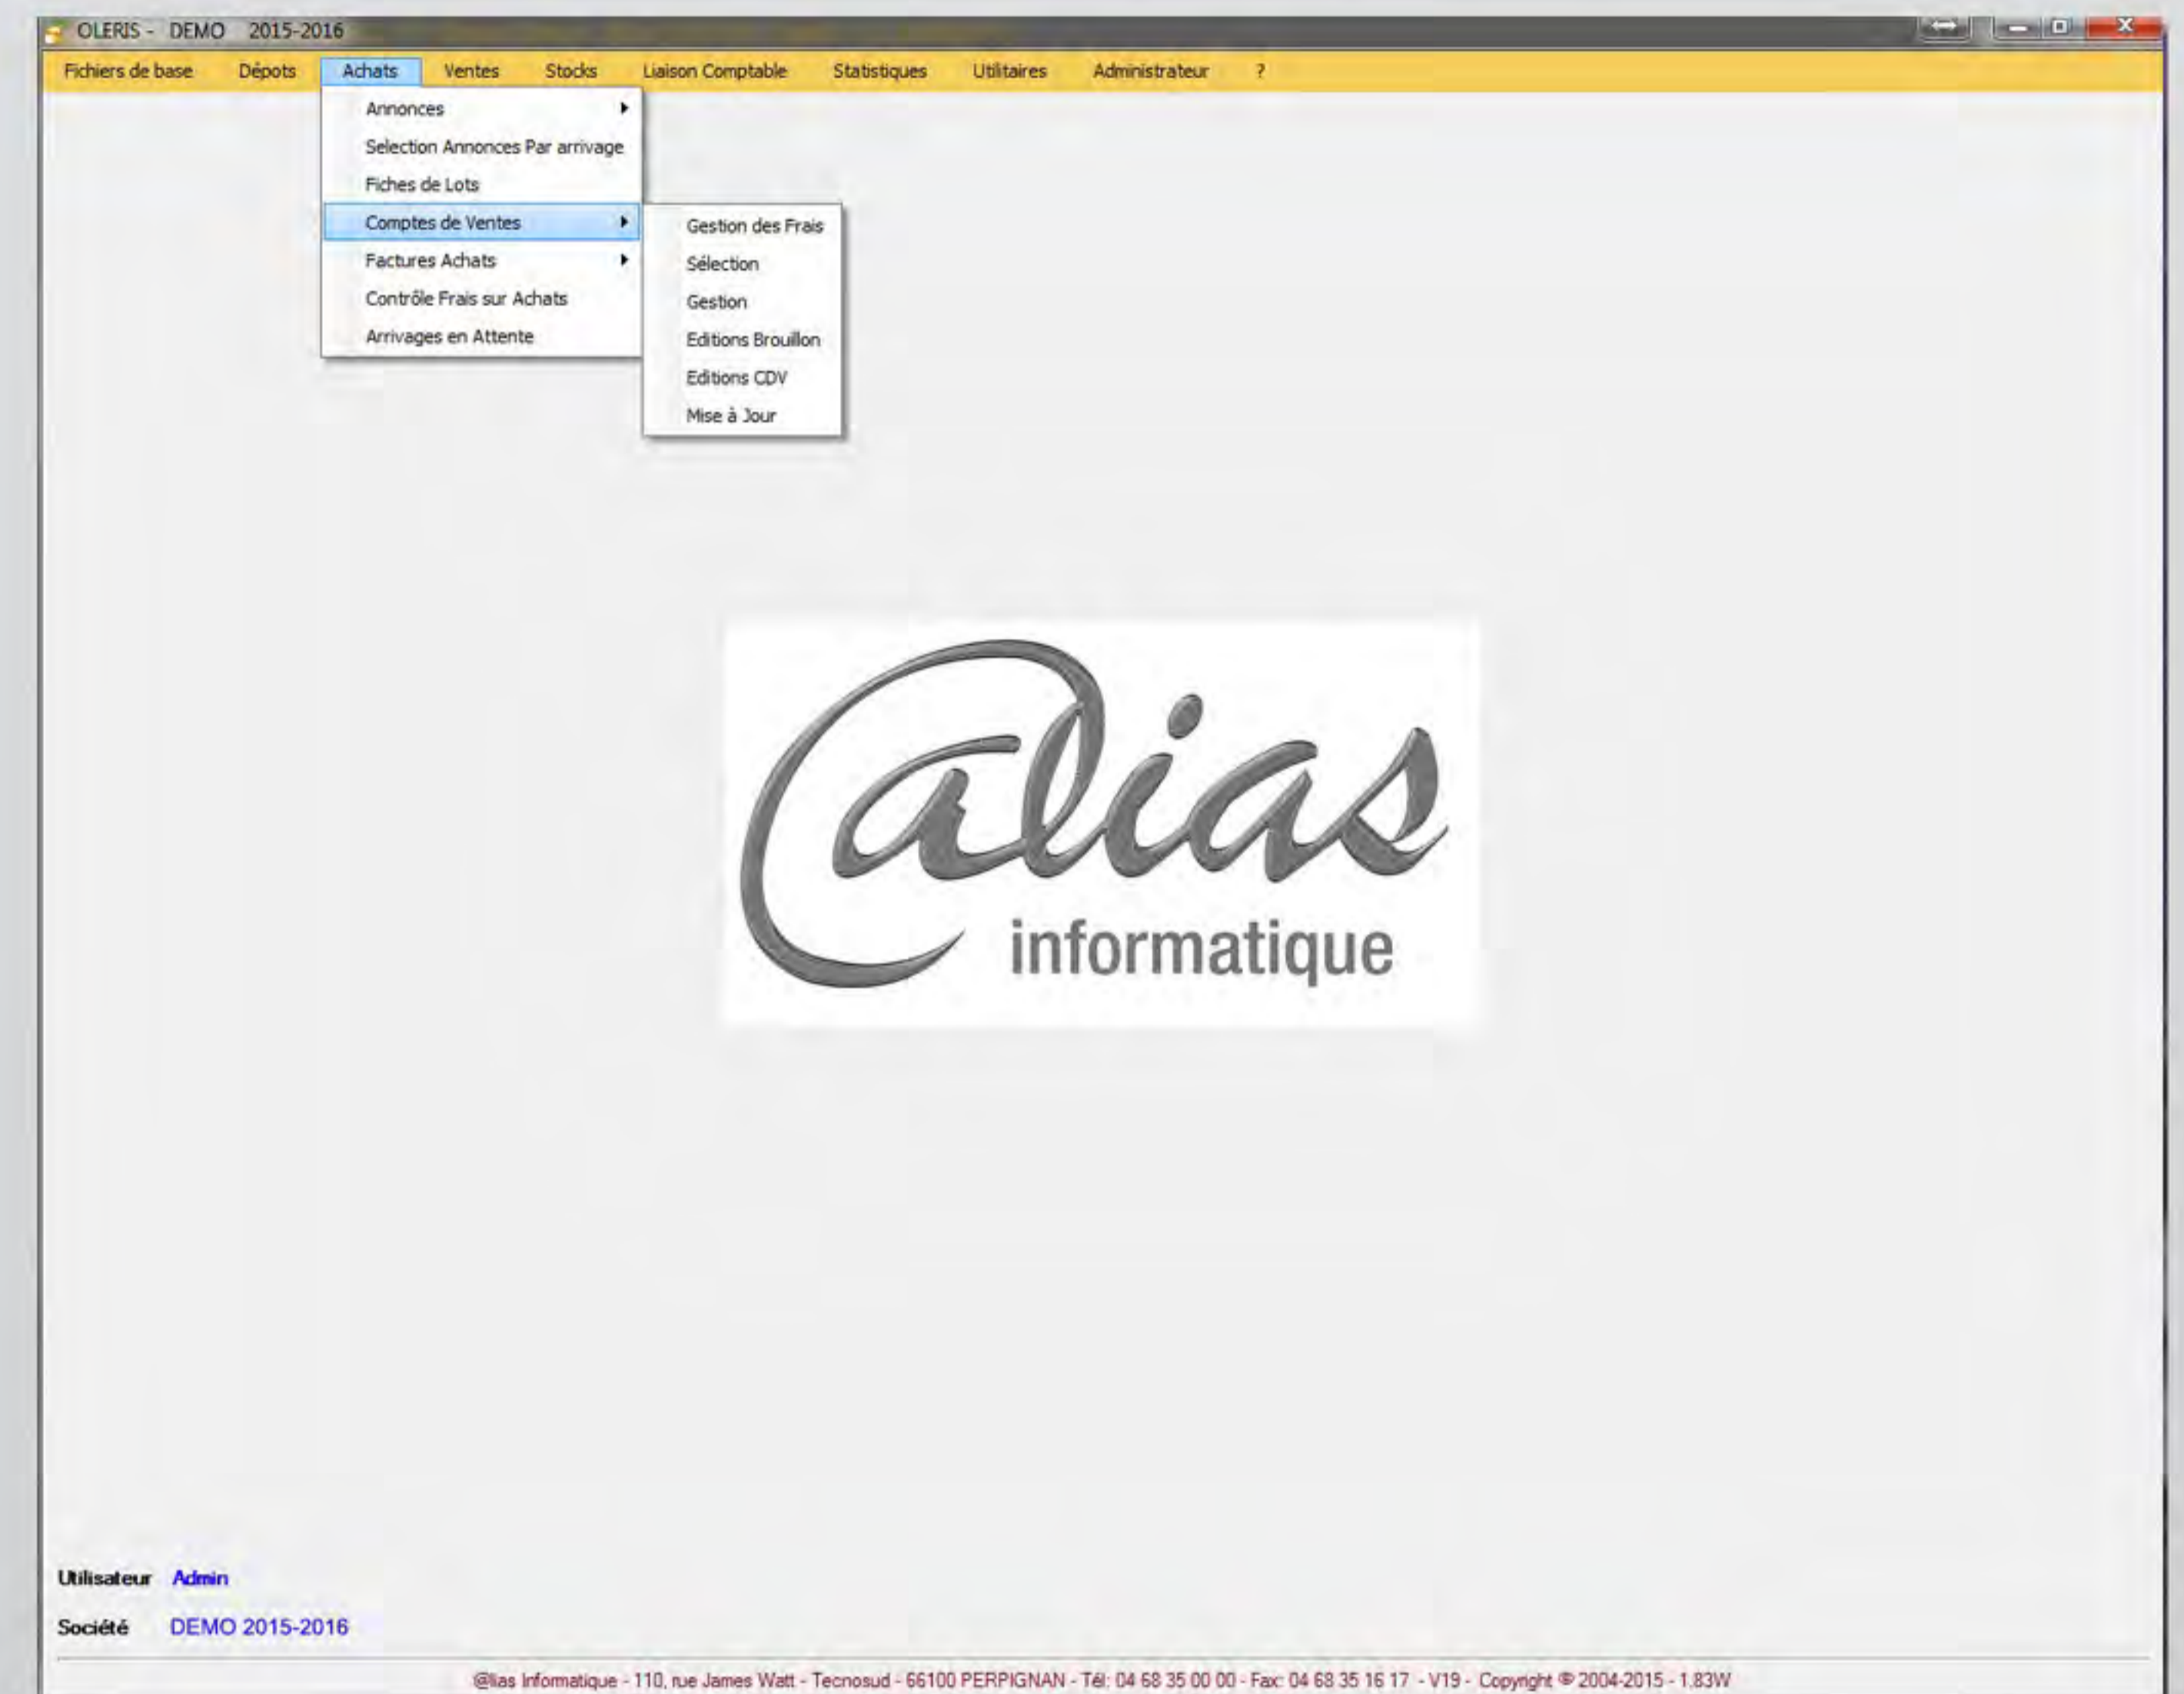 OLERIS - DEMO 2015-2016
Fichiers de base Dépots Achats Ventes Stocks Liaison Comptable Statistiques Utilitaires Administrateur ?
Annonces
Selection Annonces Par arrivage
Fiches de Lots
Comptes de Ventes
Factures Achats
Contrôle Frais sur Achats
Arrivages en Attente
Gestion des Frais
Sélection
Gestion
Editions Brouillon
Editions CDV
Mise à Jour
@lias
informatique
Utilisateur Admin
Société DEMO 2015-2016
@lias Informatique - 110, rue James Watt - Tecnosud - 66100 PERPIGNAN - Tél: 04 68 35 00 00 - Fax: 04 68 35 16 17 - V19 - Copyright © 2004-2015 - 1.83W